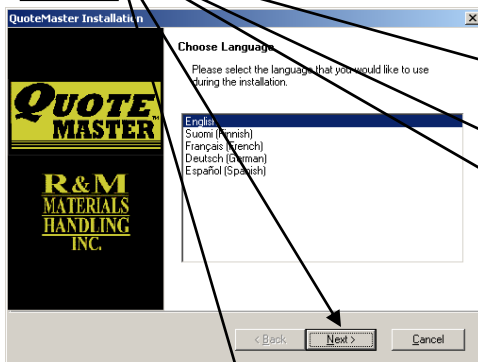 QuoteMaster Installation
Choose Language
Please select the language that you would like to use
during the installation.
QUOTE™
MASTER
English
Suomi (Finnish)
Français (French)
Deutsch (German)
Español (Spanish)
R&M
MATERIALS
HANDLING
INC.
< Back
Next >
Cancel